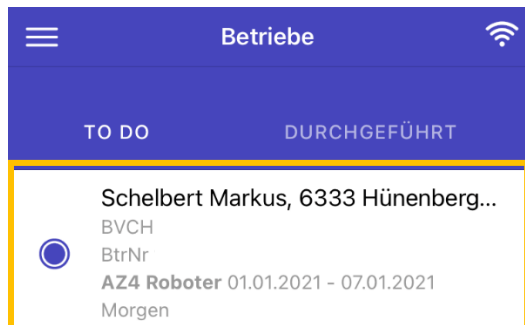 Betriebe
TO DO DURCHGEFÜHRT
Schelbert Markus, 6333 Hünenberg...
BVCH
BtrNr
AZ4 Roboter 01.01.2021 - 07.01.2021
Morgen